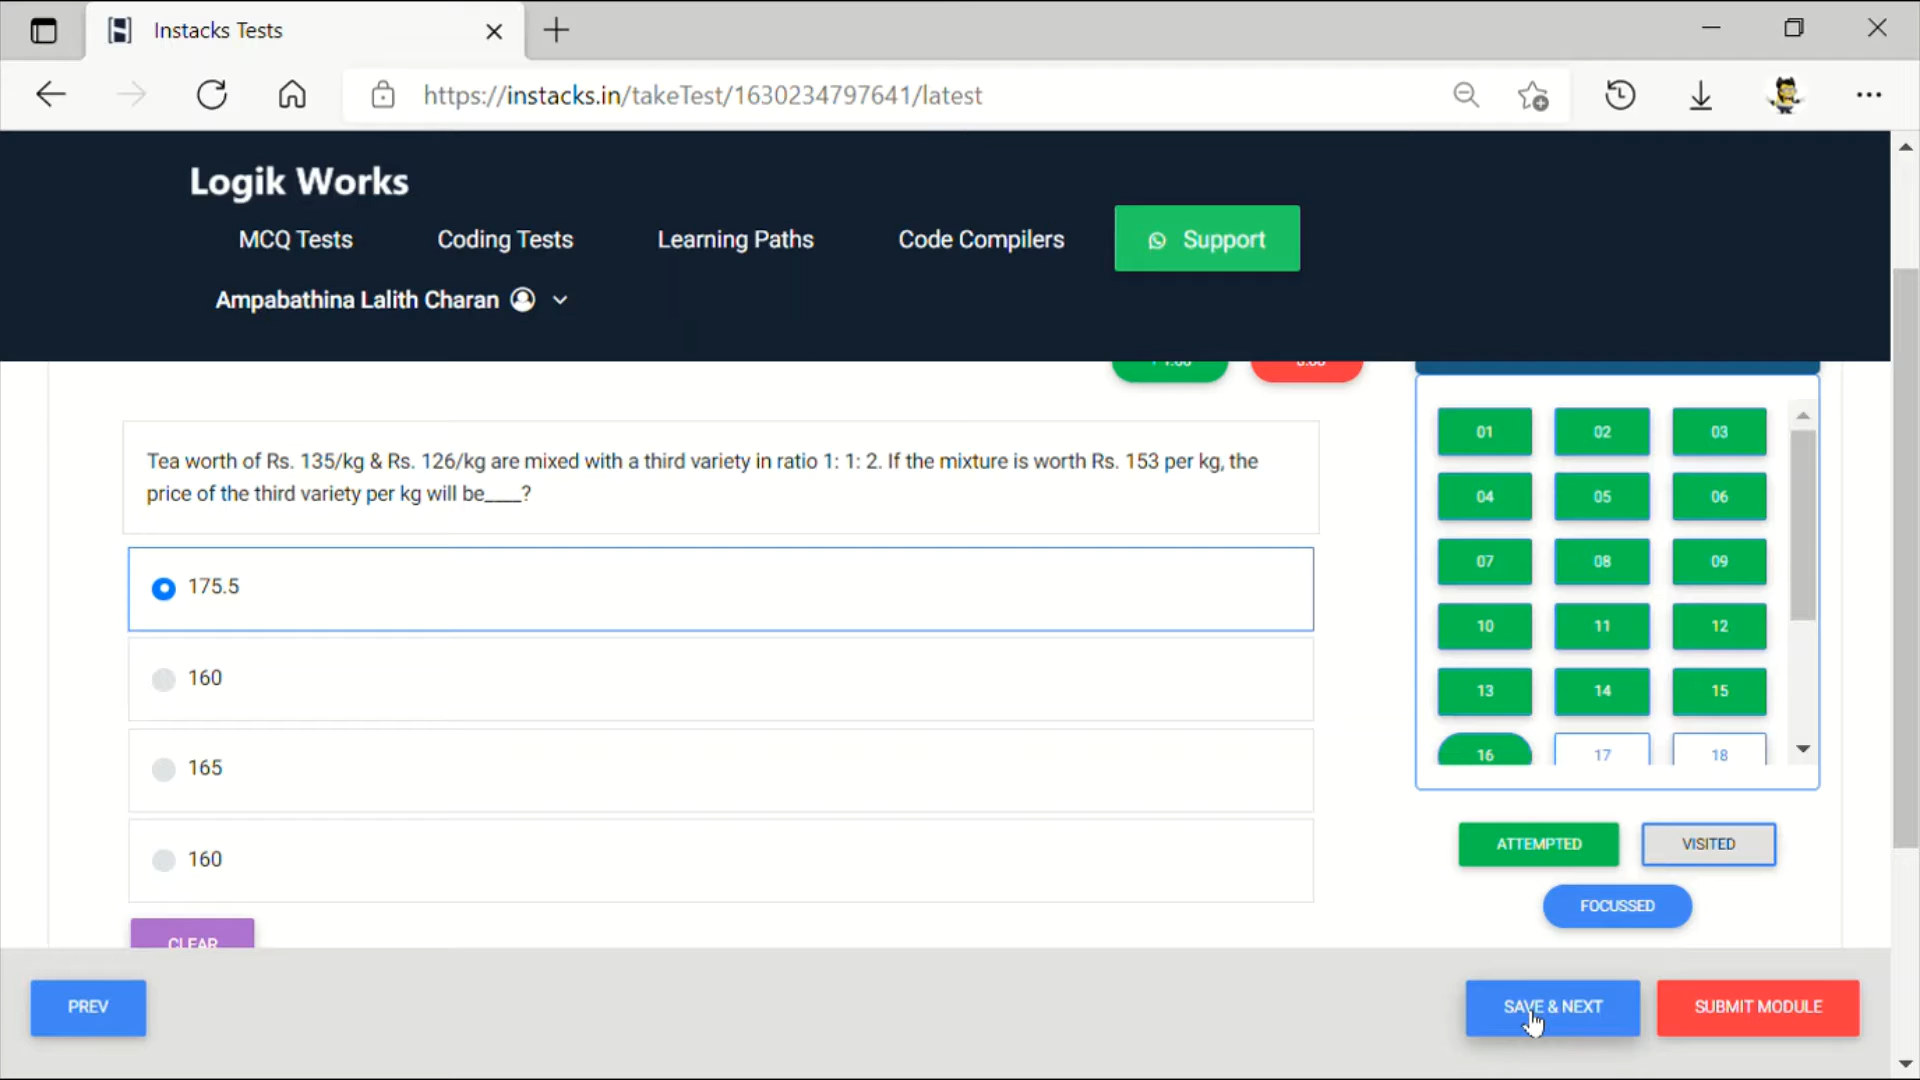 Instacks Tests
https://instacks.in/takeTest/1630234797641/latest
Logik Works
MCQ Tests Coding Tests Learning Paths Code Compilers Support
Ampabathina Lalith Charan
Tea worth of Rs. 135/kg & Rs. 126/kg are mixed with a third variety in ratio 1: 1: 2. If the mixture is worth Rs. 153 per kg, the
price of the third variety per kg will be____?
175.5
160
165
160
CLEAR
01 02 03
04 05 06
07 08 09
10 11 12
13 14 15
16 17 18
ATTEMPTED VISITED
FOCUSSED
PREV SAVE & NEXT SUBMIT MODULE